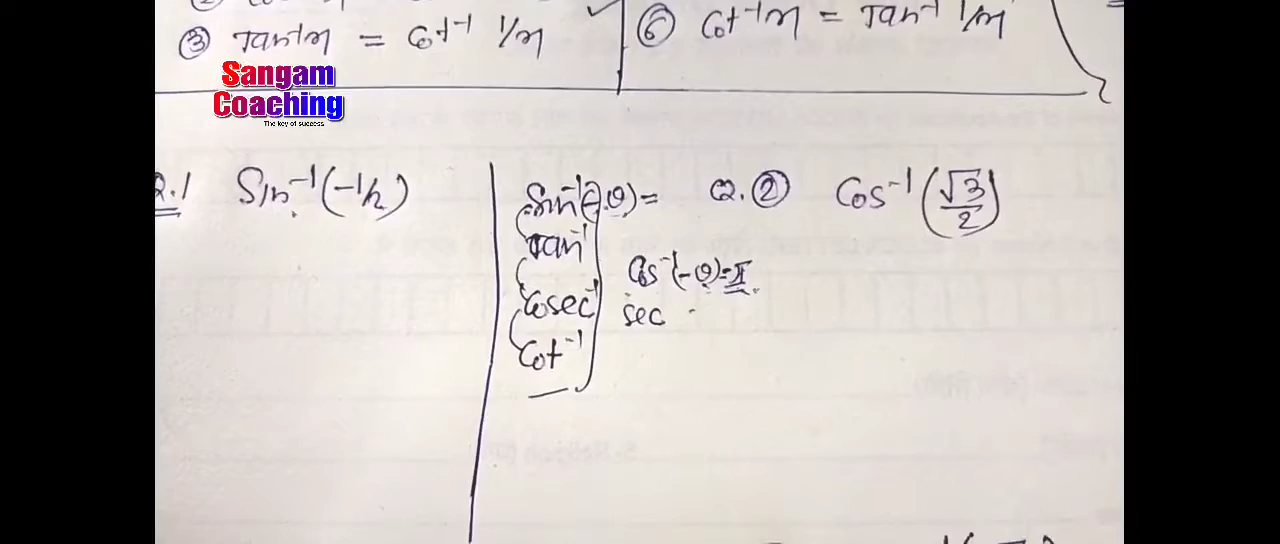 ③ Tan⁻¹x = Cot⁻¹ 1/x
⑥ Cot⁻¹x = Tan⁻¹ 1/x
Sangam
Coaching
The key of success
Q.1 Sin⁻¹(-1/2)
Sin⁻¹(-θ)=
Tan⁻¹
Cosec⁻¹
Cot⁻¹
Cos⁻¹(-θ)=π
sec
Q.② Cos⁻¹(√3/2)